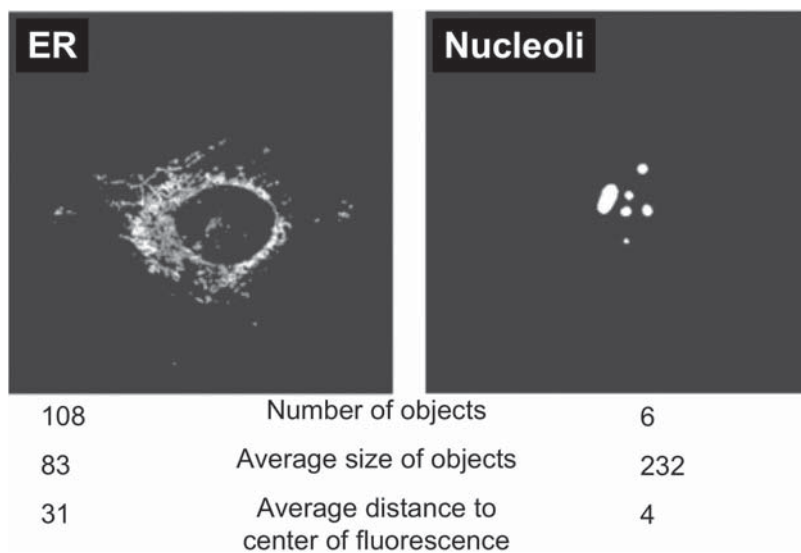 ER
Nucleoli
108 Number of objects 6
83 Average size of objects 232
31 Average distance to center of fluorescence 4